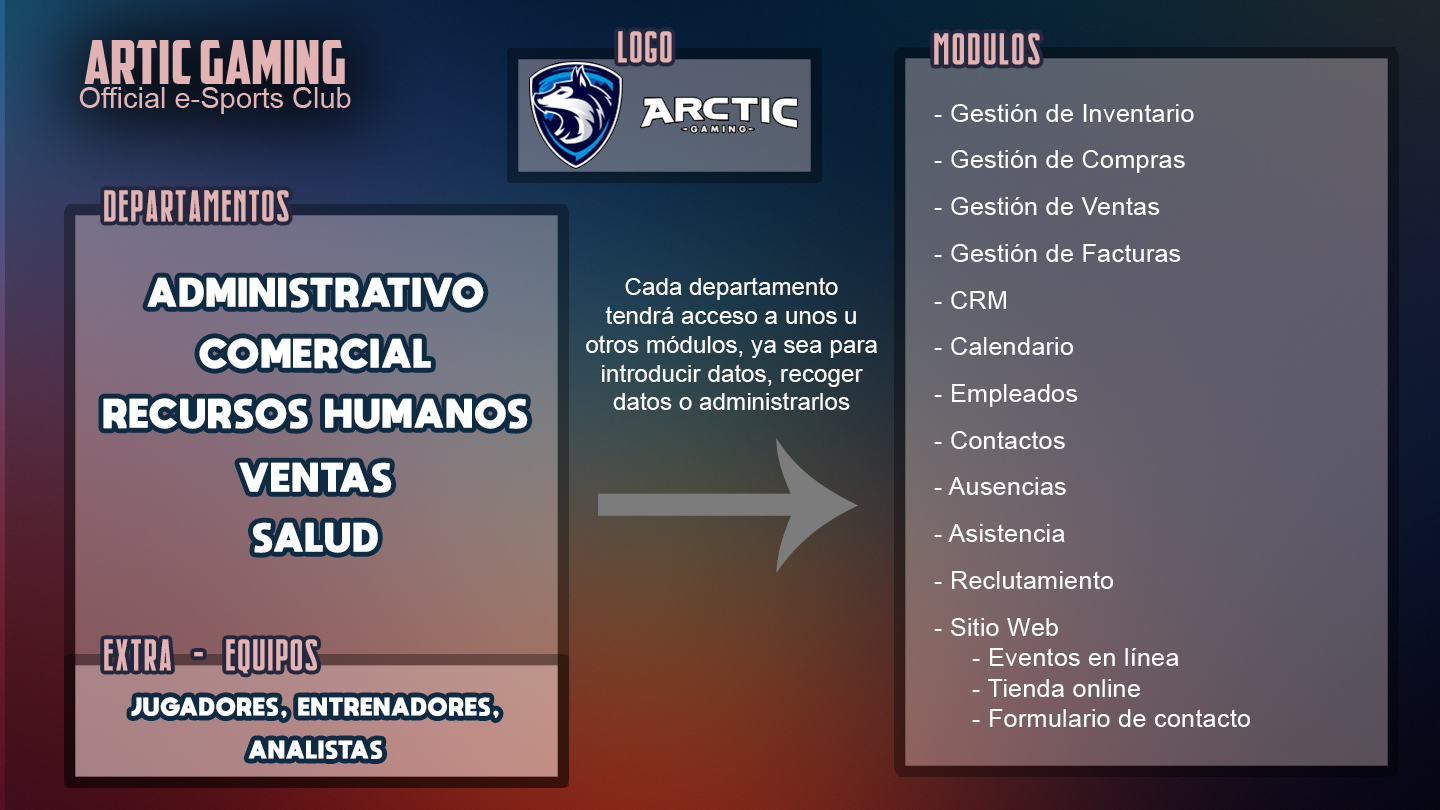 ARTIC GAMING
Official e-Sports Club
LOGO
ARCTIC
-GAMING-
DEPARTAMENTOS
ADMINISTRATIVO
COMERCIAL
RECURSOS HUMANOS
VENTAS
SALUD
EXTRA - EQUIPOS
JUGADORES, ENTRENADORES,
ANALISTAS
Cada departamento
tendrá acceso a unos u
otros módulos, ya sea para
introducir datos, recoger
datos o administrarlos
MODULOS
- Gestión de Inventario
- Gestión de Compras
- Gestión de Ventas
- Gestión de Facturas
- CRM
- Calendario
- Empleados
- Contactos
- Ausencias
- Asistencia
- Reclutamiento
- Sitio Web
- Eventos en línea
- Tienda online
- Formulario de contacto